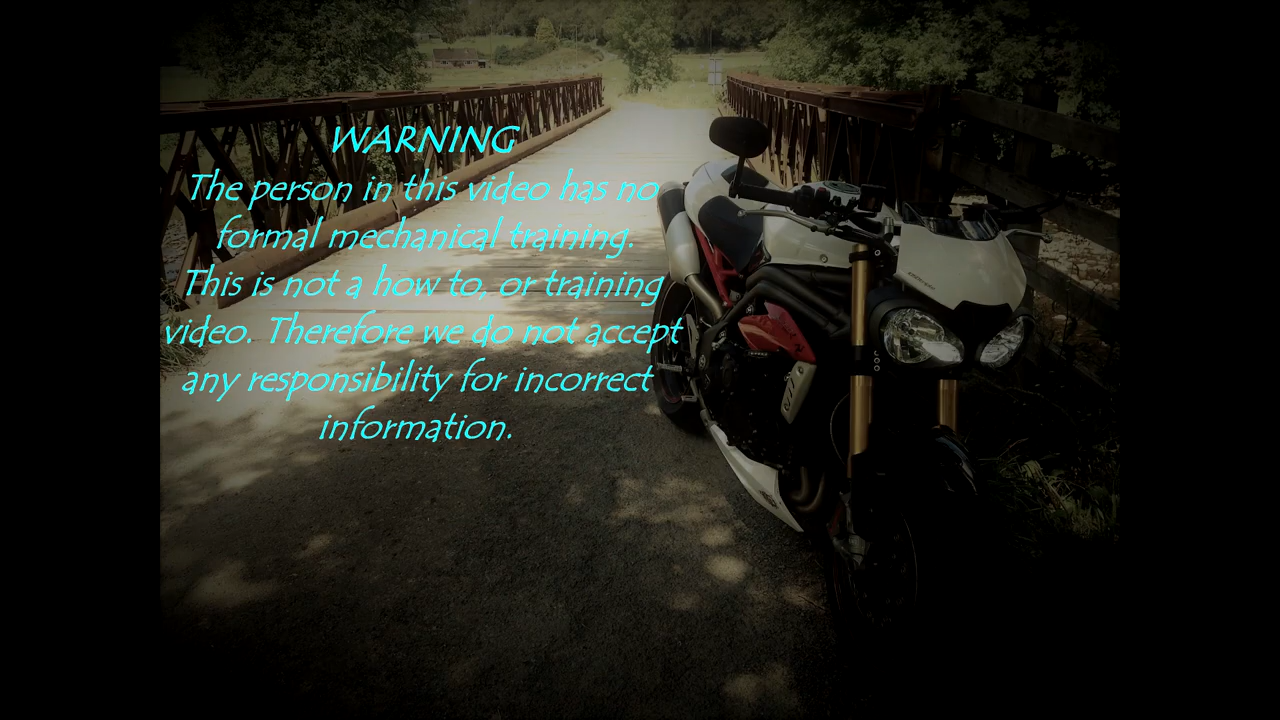 WARNING
The person in this video has no
formal mechanical training.
This is not a how to, or training
video. Therefore we do not accept
any responsibility for incorrect
information.